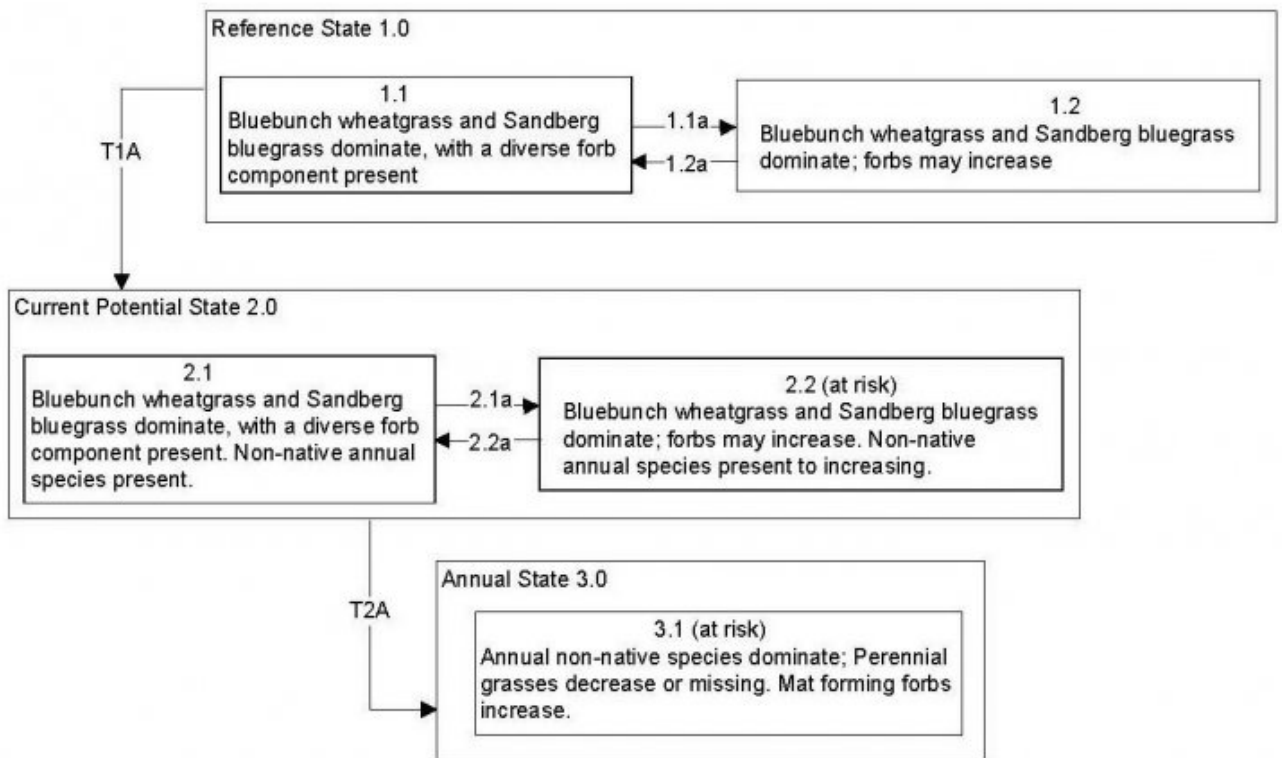 Reference State 1.0
1.1
Bluebunch wheatgrass and Sandberg
bluegrass dominate, with a diverse forb
component present
1.1a
1.2a
1.2
Bluebunch wheatgrass and Sandberg bluegrass
dominate; forbs may increase
T1A
Current Potential State 2.0
2.1
Bluebunch wheatgrass and Sandberg
bluegrass dominate, with a diverse forb
component present. Non-native annual
species present.
2.1a
2.2a
2.2 (at risk)
Bluebunch wheatgrass and Sandberg bluegrass
dominate; forbs may increase. Non-native
annual species present to increasing.
T2A
Annual State 3.0
3.1 (at risk)
Annual non-native species dominate; Perennial
grasses decrease or missing. Mat forming forbs
increase.